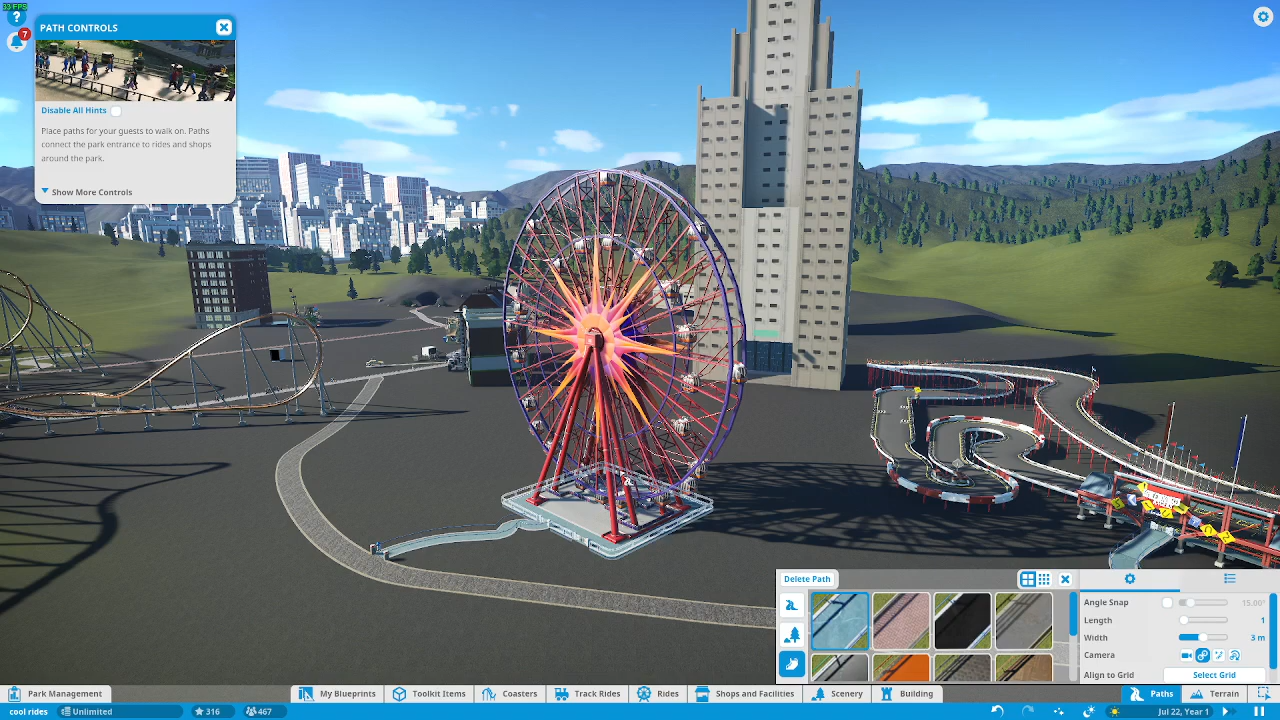 33 FPS
?
7
PATH CONTROLS
Disable All Hints
Place paths for your guests to walk on. Paths
connect the park entrance to rides and shops
around the park.
Show More Controls
Delete Path
Angle Snap
15.00°
Length
1
Width
3 m
Camera
Align to Grid
Select Grid
Park Management
My Blueprints
Toolkit Items
Coasters
Track Rides
Rides
Shops and Facilities
Scenery
Building
Paths
Terrain
cool rides
Unlimited
316
467
Jul 22, Year 1